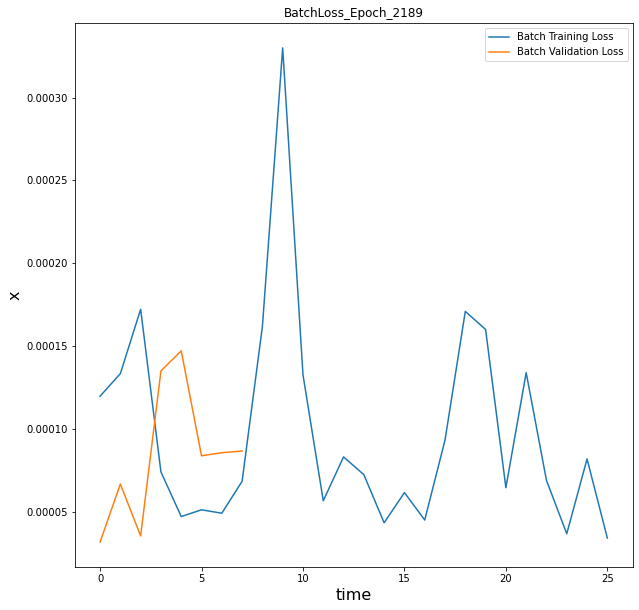 BatchLoss_Epoch_2189
Batch Training Loss
Batch Validation Loss
0.00030
0.00025
0.00020
0.00015
0.00010
0.00005
x
0 5 10 15 20 25
time